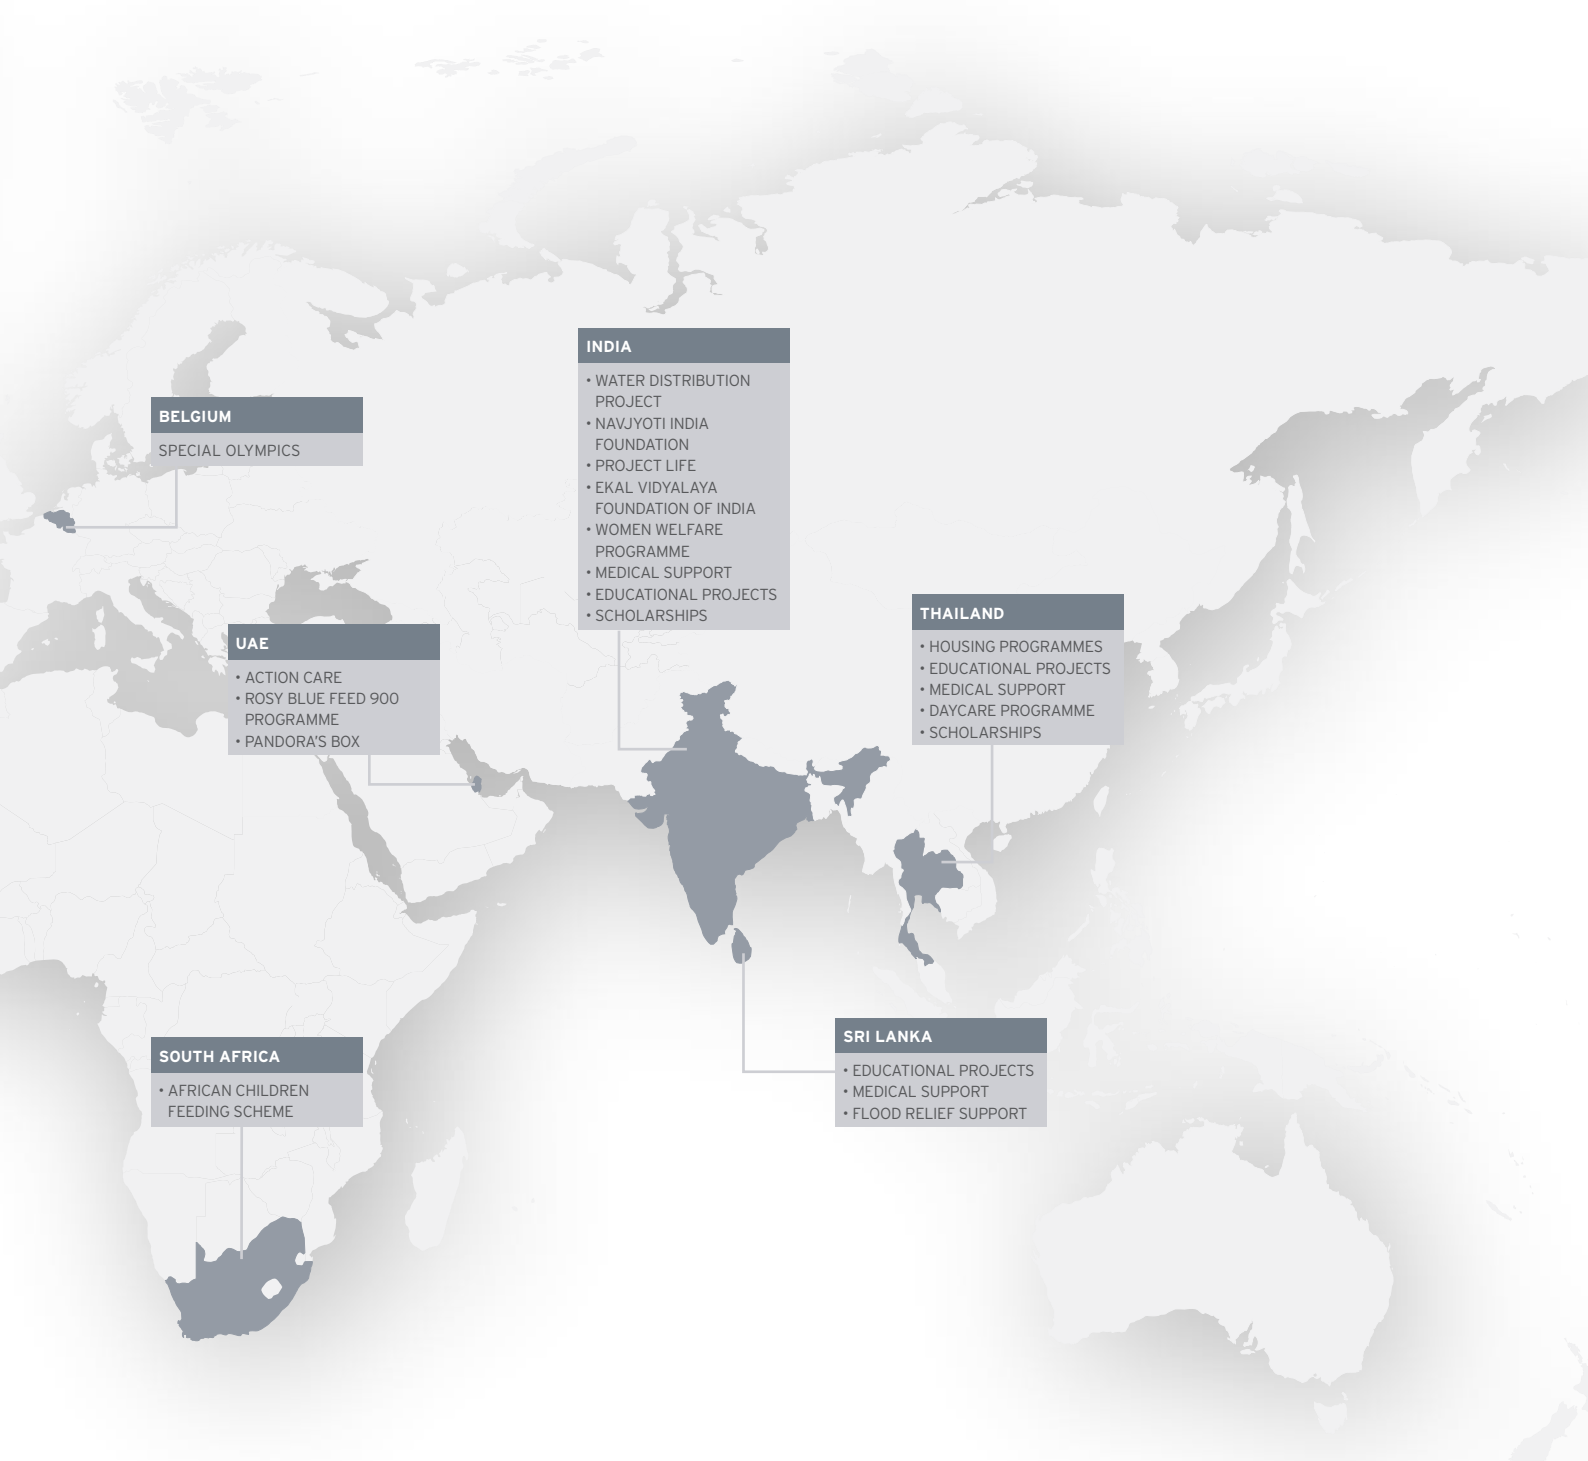 INDIA
• WATER DISTRIBUTION
PROJECT
• NAVJYOTI INDIA
FOUNDATION
• PROJECT LIFE
• EKAL VIDYALAYA
FOUNDATION OF INDIA
• WOMEN WELFARE
PROGRAMME
• MEDICAL SUPPORT
• EDUCATIONAL PROJECTS
• SCHOLARSHIPS
BELGIUM
SPECIAL OLYMPICS
THAILAND
• HOUSING PROGRAMMES
• EDUCATIONAL PROJECTS
• MEDICAL SUPPORT
• DAYCARE PROGRAMME
• SCHOLARSHIPS
UAE
• ACTION CARE
• ROSY BLUE FEED 900
PROGRAMME
• PANDORA'S BOX
SRI LANKA
• EDUCATIONAL PROJECTS
• MEDICAL SUPPORT
• FLOOD RELIEF SUPPORT
SOUTH AFRICA
• AFRICAN CHILDREN
FEEDING SCHEME